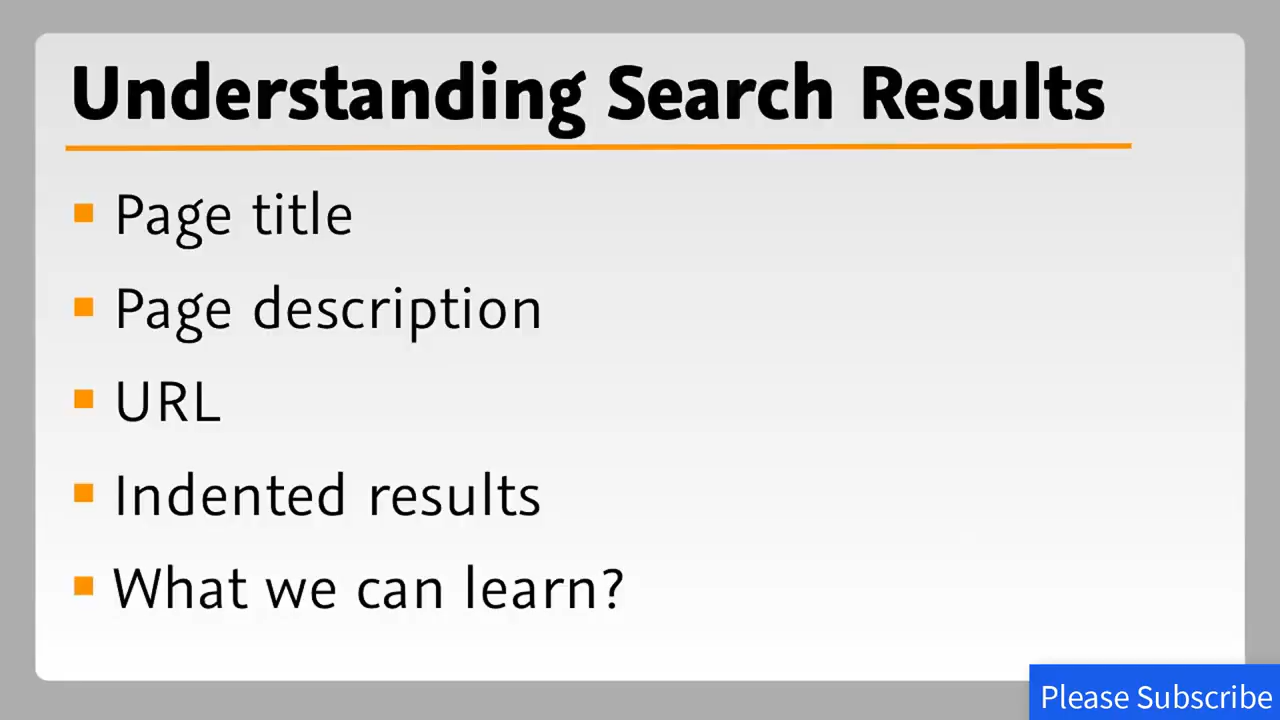 Understanding Search Results
Page title
Page description
URL
Indented results
What we can learn?
Please Subscribe